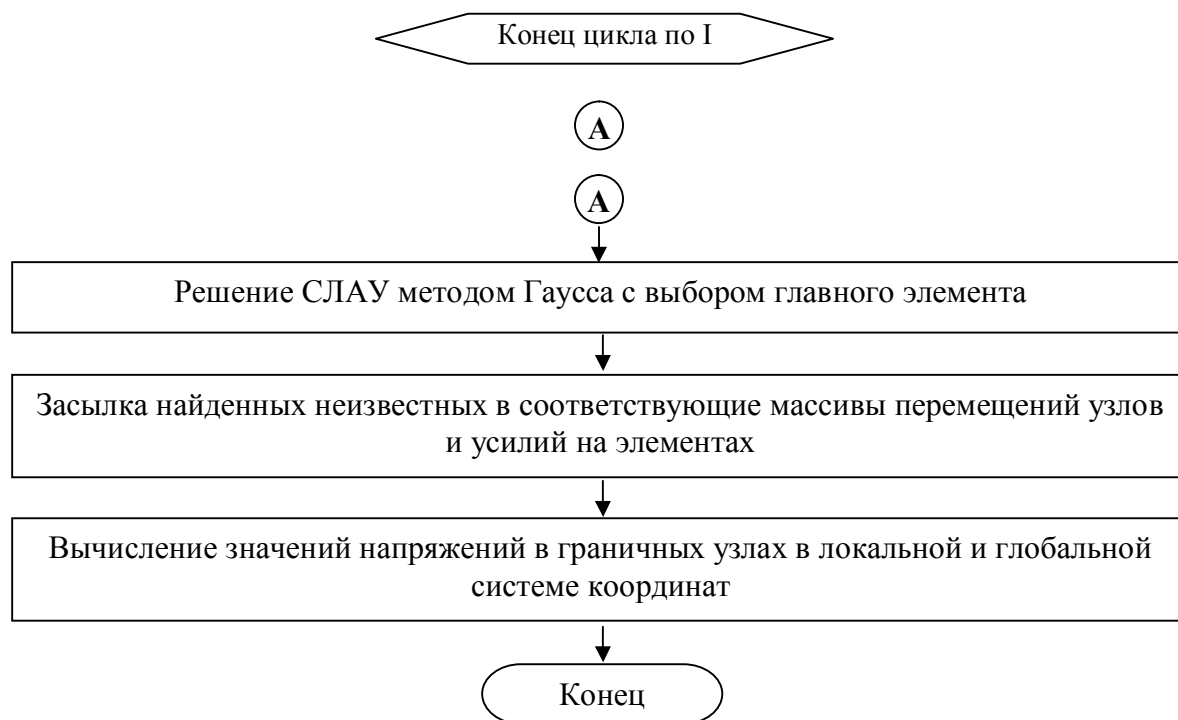 Конец цикла по I
А
А
Решение СЛАУ методом Гаусса с выбором главного элемента
Засылка найденных неизвестных в соответствующие массивы перемещений узлов
и усилий на элементах
Вычисление значений напряжений в граничных узлах в локальной и глобальной
системе координат
Конец